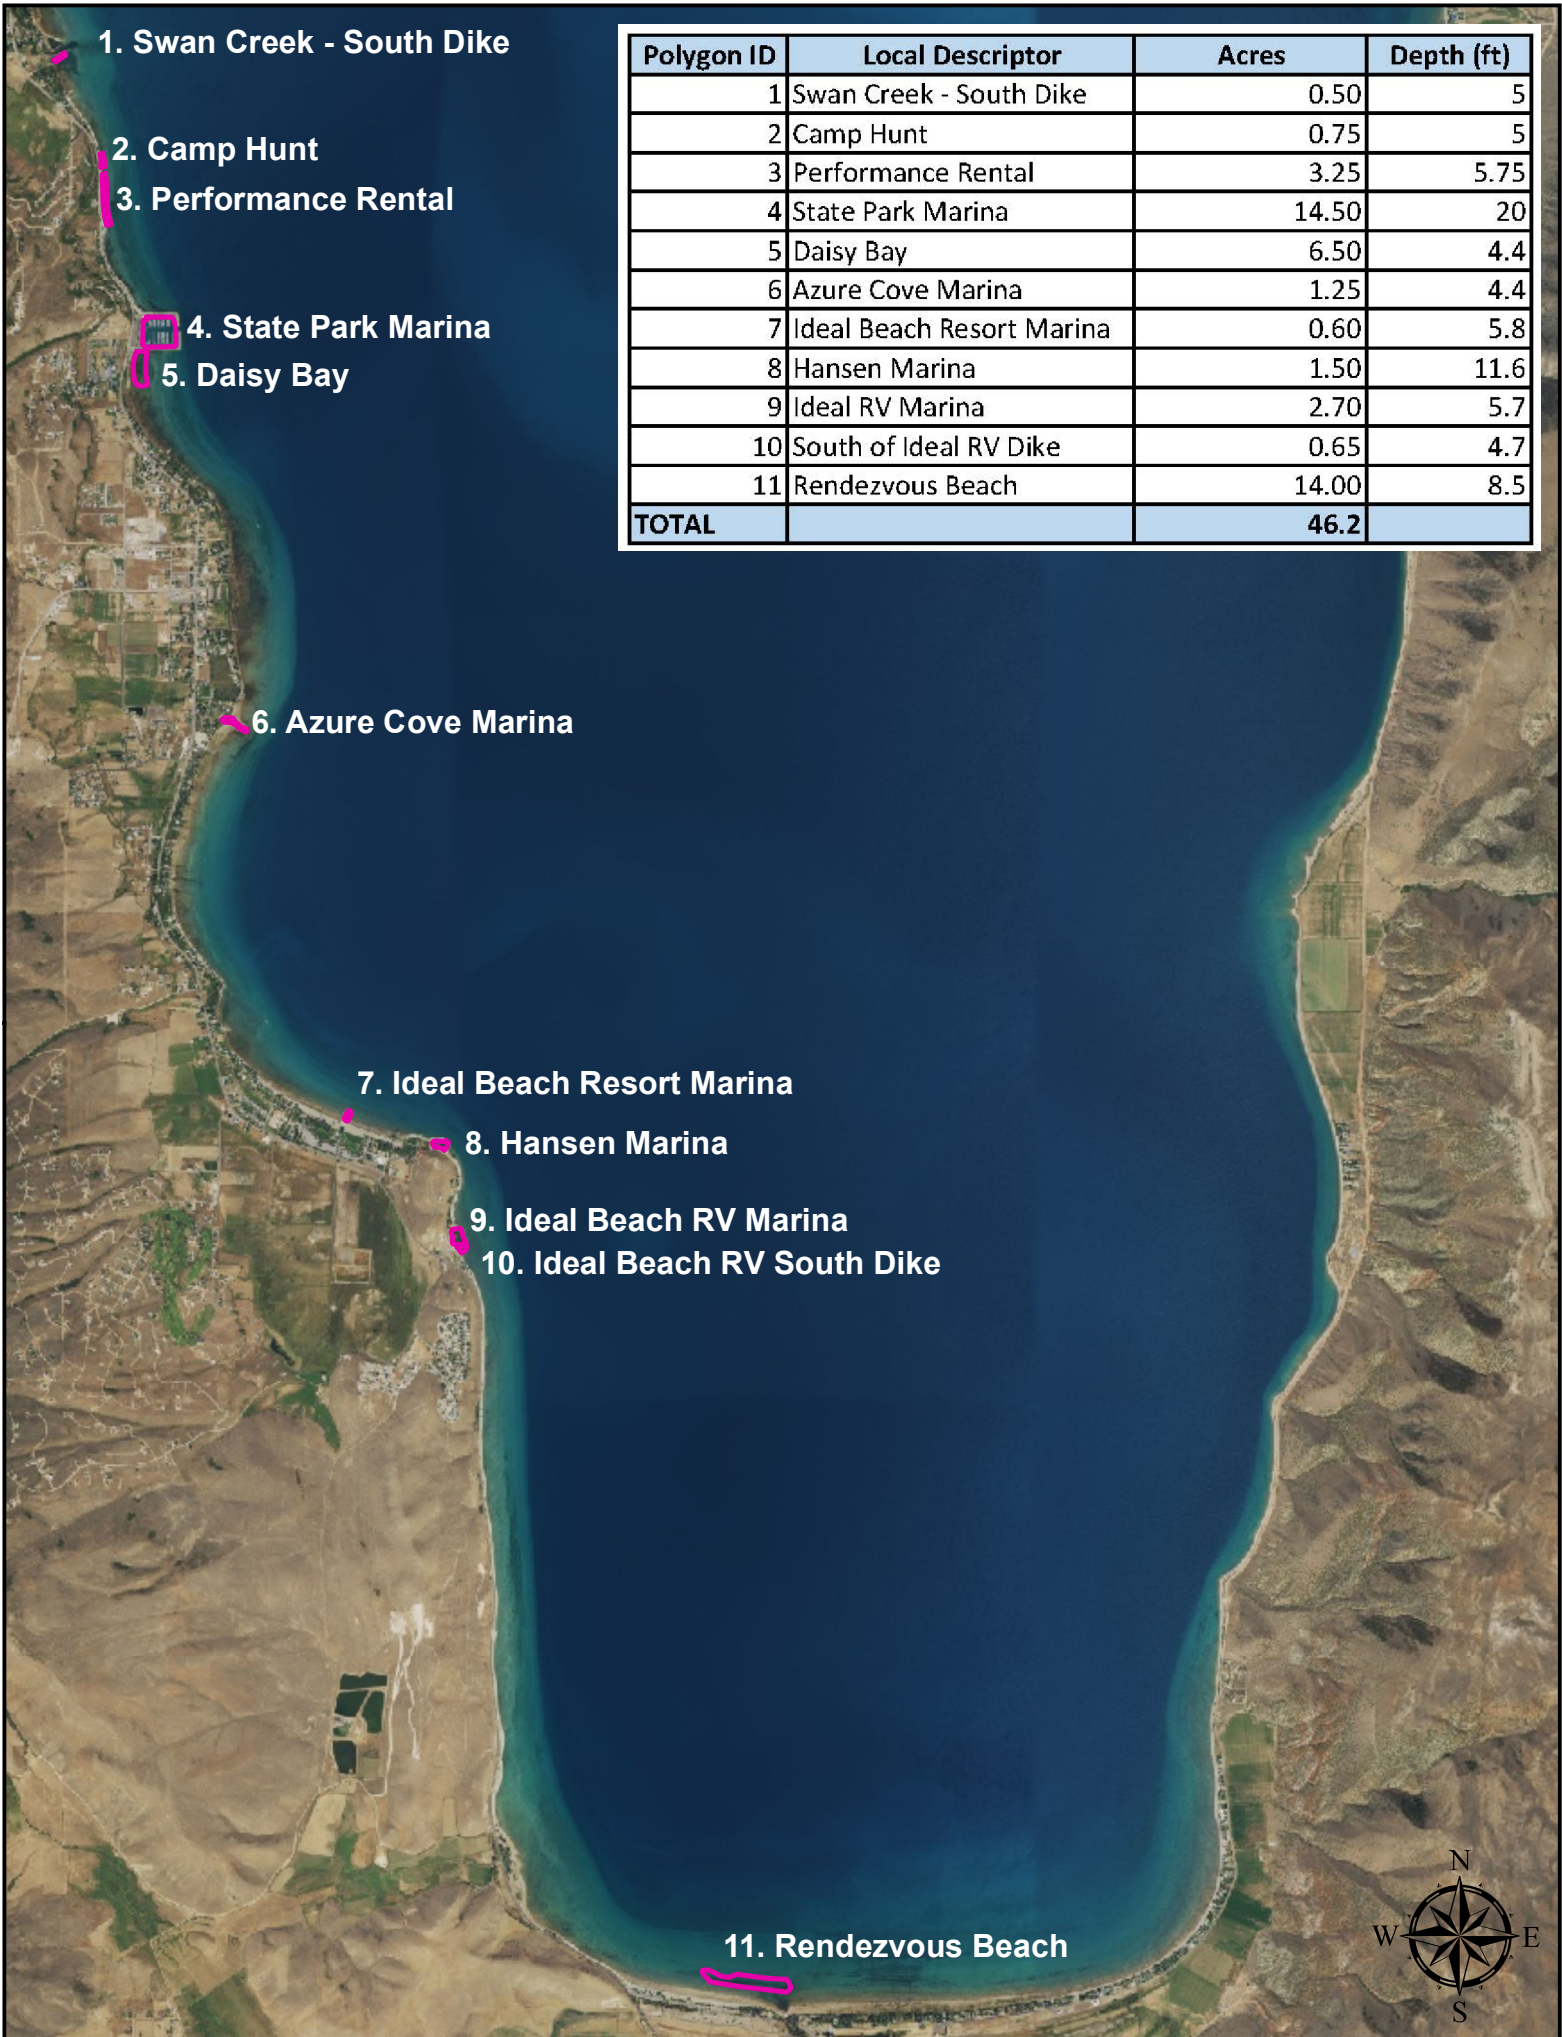 1. Swan Creek - South Dike
2. Camp Hunt
3. Performance Rental
4. State Park Marina
5. Daisy Bay
Polygon ID Local Descriptor Acres Depth (ft)
1 Swan Creek - South Dike 0.50 5
2 Camp Hunt 0.75 5
3 Performance Rental 3.25 5.75
4 State Park Marina 14.50 20
5 Daisy Bay 6.50 4.4
6 Azure Cove Marina 1.25 4.4
7 Ideal Beach Resort Marina 0.60 5.8
8 Hansen Marina 1.50 11.6
9 Ideal RV Marina 2.70 5.7
10 South of Ideal RV Dike 0.65 4.7
11 Rendezvous Beach 14.00 8.5
TOTAL 46.2
6. Azure Cove Marina
7. Ideal Beach Resort Marina
8. Hansen Marina
9. Ideal Beach RV Marina
10. Ideal Beach RV South Dike
11. Rendezvous Beach
N
W E
S